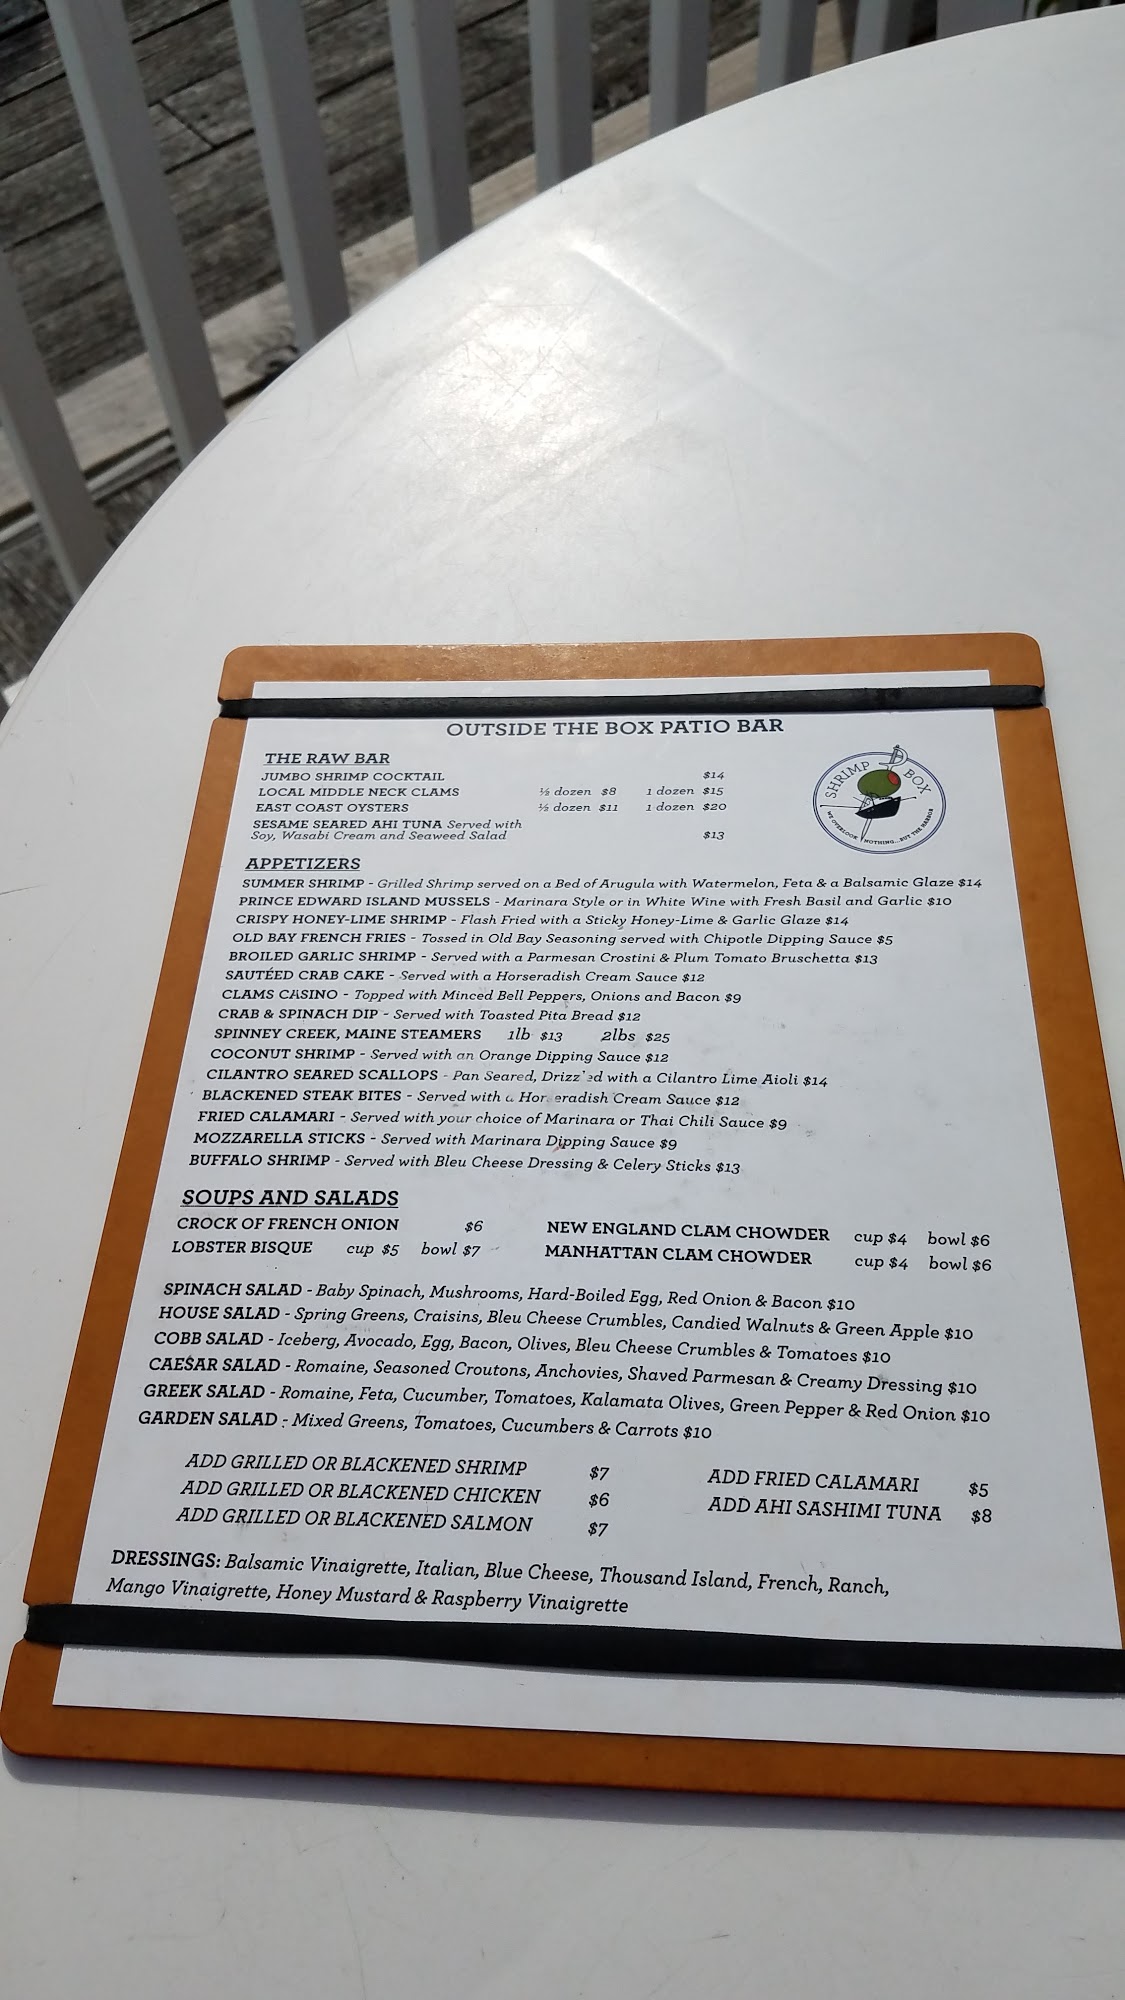 OUTSIDE THE BOX PATIO BAR
SHRIMP BOX
WE OVERLOOK NOTHING...BUT THE HARBOR
THE RAW BAR
JUMBO SHRIMP COCKTAIL $14
LOCAL MIDDLE NECK CLAMS ½ dozen $8 1 dozen $15
EAST COAST OYSTERS ½ dozen $11 1 dozen $20
SESAME SEARED AHI TUNA Served with
Soy, Wasabi Cream and Seaweed Salad $13
APPETIZERS
SUMMER SHRIMP - Grilled Shrimp served on a Bed of Arugula with Watermelon, Feta & a Balsamic Glaze $14
PRINCE EDWARD ISLAND MUSSELS - Marinara Style or in White Wine with Fresh Basil and Garlic $10
CRISPY HONEY-LIME SHRIMP - Flash Fried with a Sticky Honey-Lime & Garlic Glaze $14
OLD BAY FRENCH FRIES - Tossed in Old Bay Seasoning served with Chipotle Dipping Sauce $5
BROILED GARLIC SHRIMP - Served with a Parmesan Crostini & Plum Tomato Bruschetta $13
SAUTÉED CRAB CAKE - Served with a Horseradish Cream Sauce $12
CLAMS CASINO - Topped with Minced Bell Peppers, Onions and Bacon $9
CRAB & SPINACH DIP - Served with Toasted Pita Bread $12
SPINNEY CREEK, MAINE STEAMERS 1lb $13 2lbs $25
COCONUT SHRIMP - Served with an Orange Dipping Sauce $12
CILANTRO SEARED SCALLOPS - Pan Seared, Drizzled with a Cilantro Lime Aioli $14
BLACKENED STEAK BITES - Served with a Horseradish Cream Sauce $12
FRIED CALAMARI - Served with your choice of Marinara or Thai Chili Sauce $9
MOZZARELLA STICKS - Served with Marinara Dipping Sauce $9
BUFFALO SHRIMP - Served with Bleu Cheese Dressing & Celery Sticks $13
SOUPS AND SALADS
CROCK OF FRENCH ONION $6 NEW ENGLAND CLAM CHOWDER cup $4 bowl $6
LOBSTER BISQUE cup $5 bowl $7 MANHATTAN CLAM CHOWDER cup $4 bowl $6
SPINACH SALAD - Baby Spinach, Mushrooms, Hard-Boiled Egg, Red Onion & Bacon $10
HOUSE SALAD - Spring Greens, Craisins, Bleu Cheese Crumbles, Candied Walnuts & Green Apple $10
COBB SALAD - Iceberg, Avocado, Egg, Bacon, Olives, Bleu Cheese Crumbles & Tomatoes $10
CAESAR SALAD - Romaine, Seasoned Croutons, Anchovies, Shaved Parmesan & Creamy Dressing $10
GREEK SALAD - Romaine, Feta, Cucumber, Tomatoes, Kalamata Olives, Green Pepper & Red Onion $10
GARDEN SALAD - Mixed Greens, Tomatoes, Cucumbers & Carrots $10
ADD GRILLED OR BLACKENED SHRIMP $7 ADD FRIED CALAMARI $5
ADD GRILLED OR BLACKENED CHICKEN $6 ADD AHI SASHIMI TUNA $8
ADD GRILLED OR BLACKENED SALMON $7
DRESSINGS: Balsamic Vinaigrette, Italian, Blue Cheese, Thousand Island, French, Ranch,
Mango Vinaigrette, Honey Mustard & Raspberry Vinaigrette